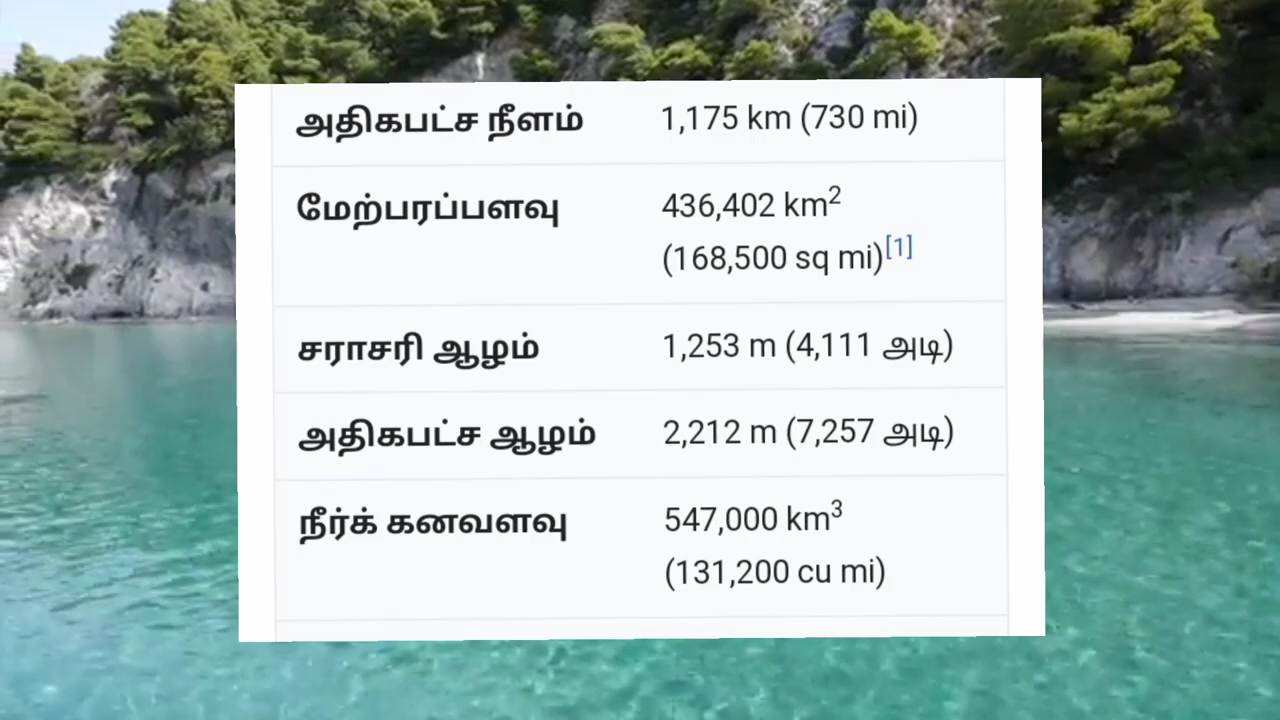 அதிகபட்ச நீளம் 1,175 km (730 mi)
மேற்பரப்பளவு 436,402 km²
(168,500 sq mi)[1]
சராசரி ஆழம் 1,253 m (4,111 அடி)
அதிகபட்ச ஆழம் 2,212 m (7,257 அடி)
நீர்க் கனவளவு 547,000 km³
(131,200 cu mi)